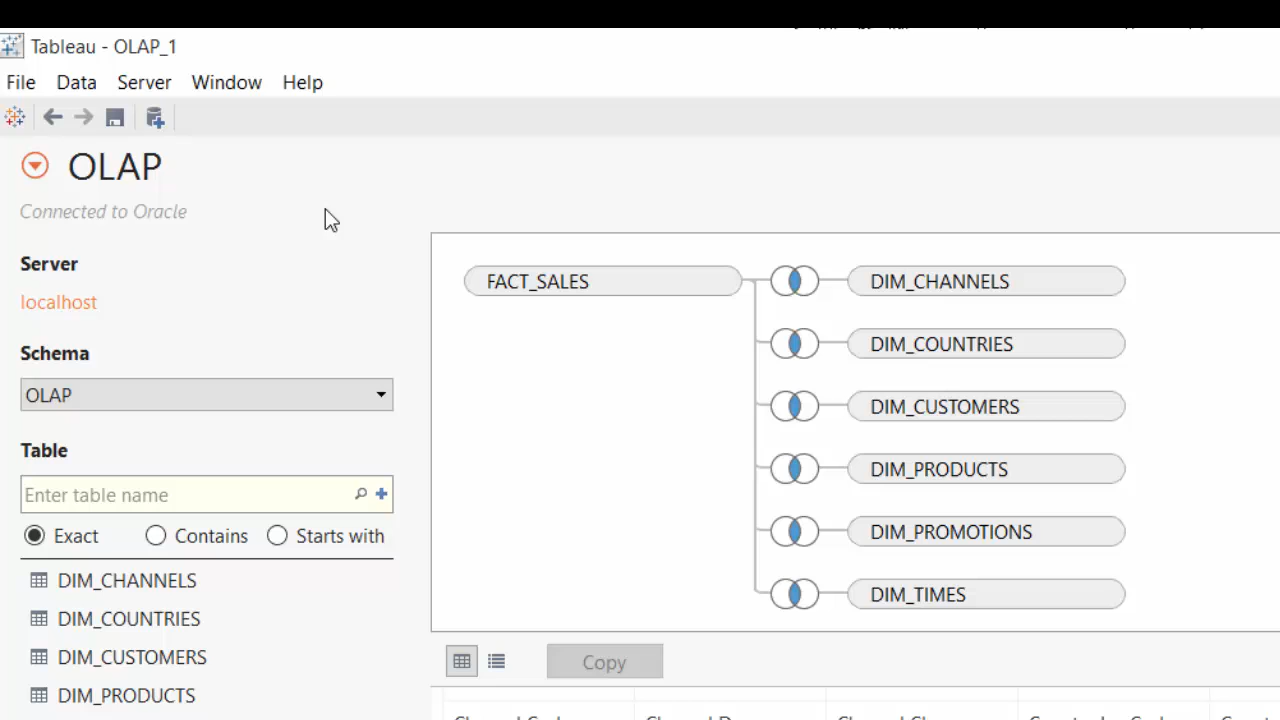 Tableau - OLAP_1
File Data Server Window Help
OLAP
Connected to Oracle
Server
localhost
Schema
OLAP
Table
Enter table name
Exact Contains Starts with
DIM_CHANNELS
DIM_COUNTRIES
DIM_CUSTOMERS
DIM_PRODUCTS
FACT_SALES
DIM_CHANNELS
DIM_COUNTRIES
DIM_CUSTOMERS
DIM_PRODUCTS
DIM_PROMOTIONS
DIM_TIMES
Copy